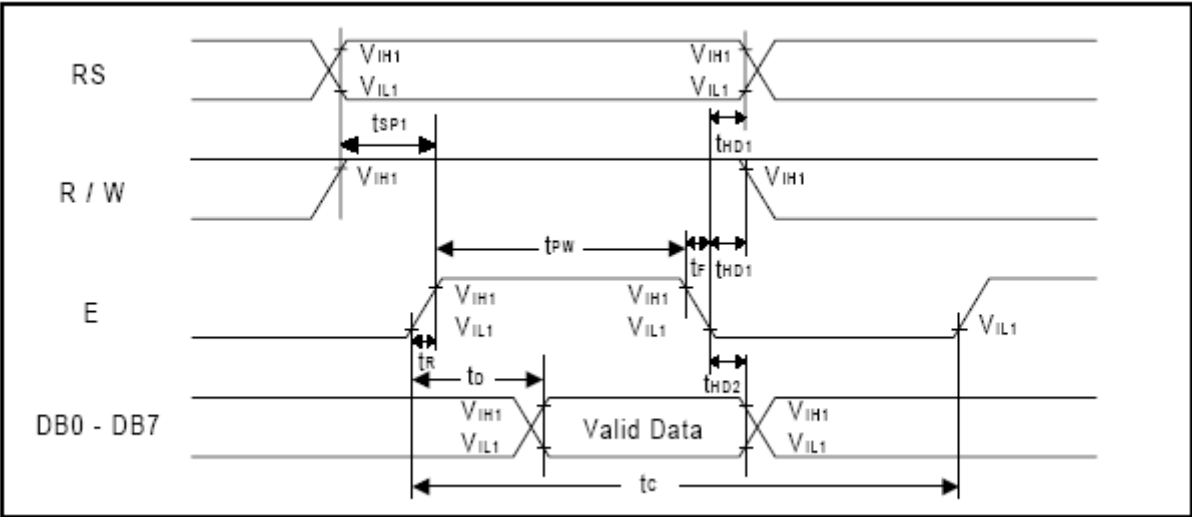 RS
VIH1
VIH1
VIL1
VIL1
tSP1
tHD1
R / W
VIH1
VIH1
tPW
tF
tHD1
E
VIH1
VIH1
VIL1
VIL1
VIL1
tR
tD
tHD2
DB0 - DB7
VIH1
Valid Data
VIH1
VIL1
VIL1
tC